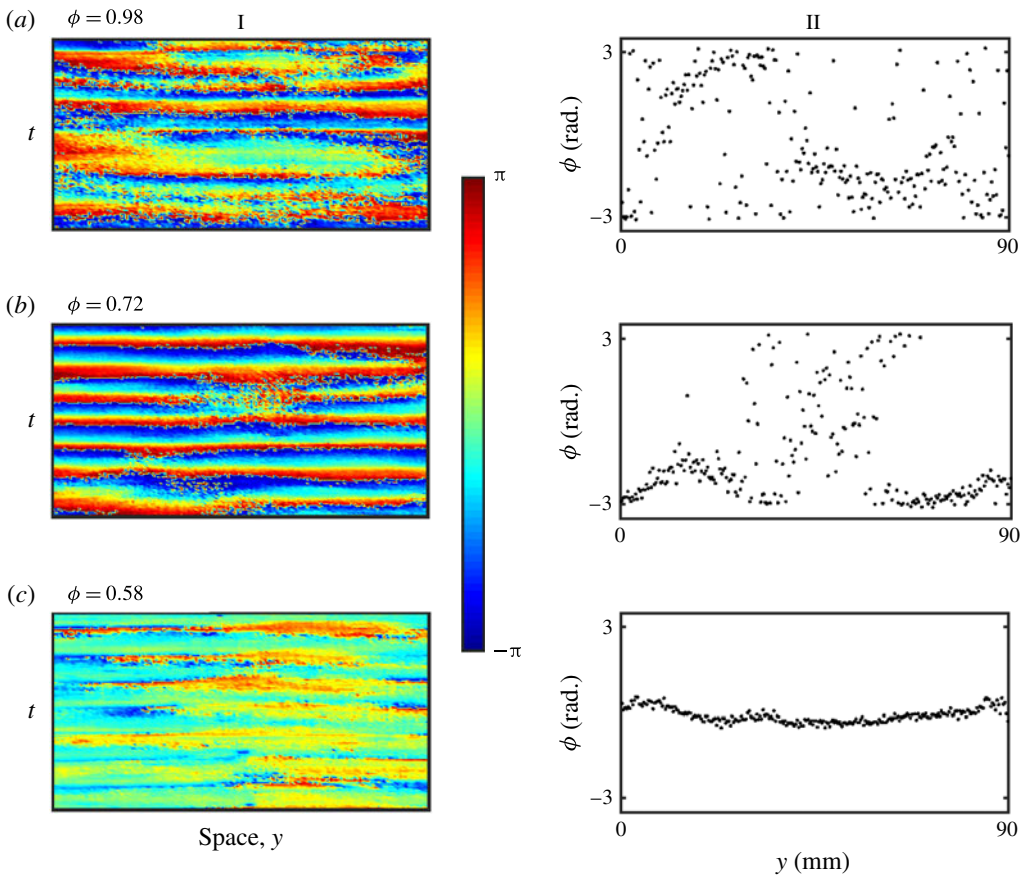 (a) ϕ = 0.98
I
II
t
π
−π
3
ϕ (rad.)
−3
0
90
(b) ϕ = 0.72
t
3
ϕ (rad.)
−3
0
90
(c) ϕ = 0.58
t
Space, y
3
ϕ (rad.)
−3
0
90
y (mm)